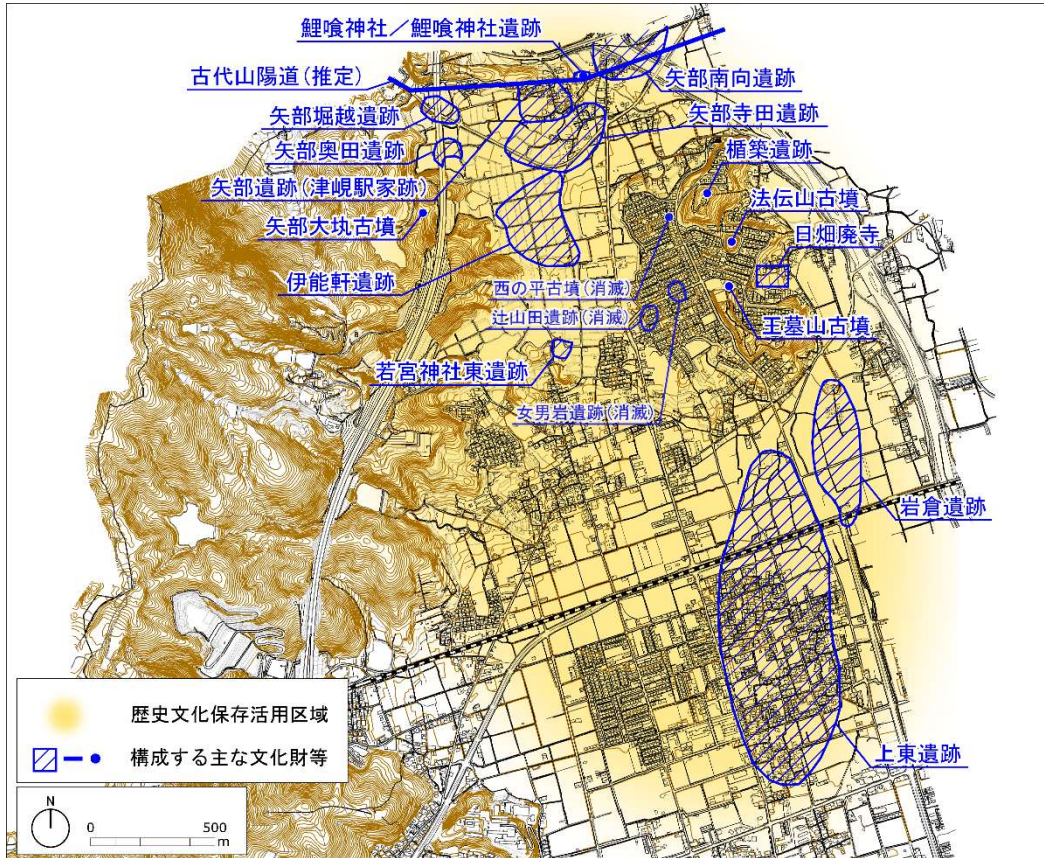 鯉喰神社／鯉喰神社遺跡
古代山陽道（推定）
矢部南向遺跡
矢部堀越遺跡
矢部寺田遺跡
矢部奥田遺跡
楯築遺跡
矢部遺跡（津峴駅家跡）
法伝山古墳
矢部大𡉕古墳
日畑廃寺
伊能軒遺跡
西の平古墳（消滅）
辻山田遺跡（消滅）
王墓山古墳
若宮神社東遺跡
女男岩遺跡（消滅）
岩倉遺跡
上東遺跡
歴史文化保存活用区域
構成する主な文化財等
N
0 500
m